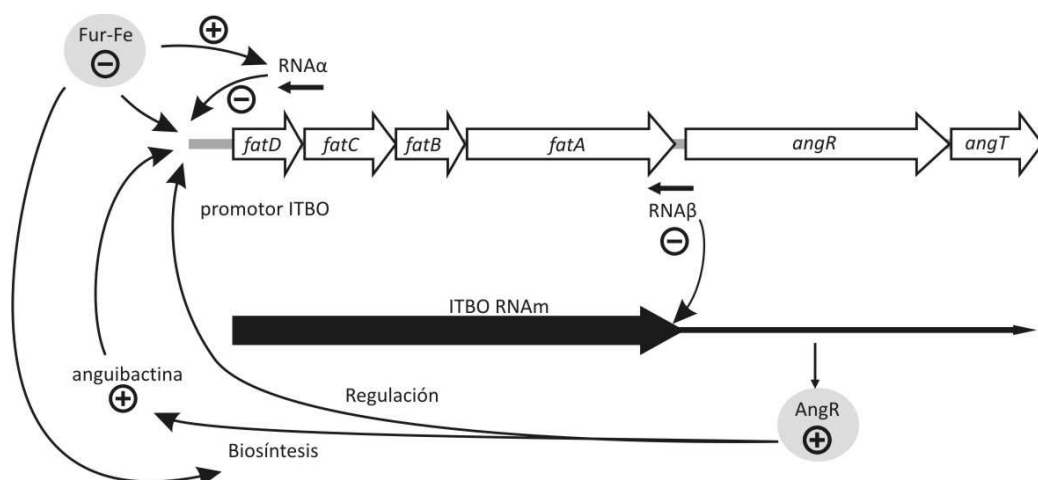 Fur-Fe
RNAα
fatD
fatC
fatB
fatA
angR
angT
promotor ITBO
RNAβ
ITBO RNAm
anguibactina
Regulación
AngR
Biosíntesis